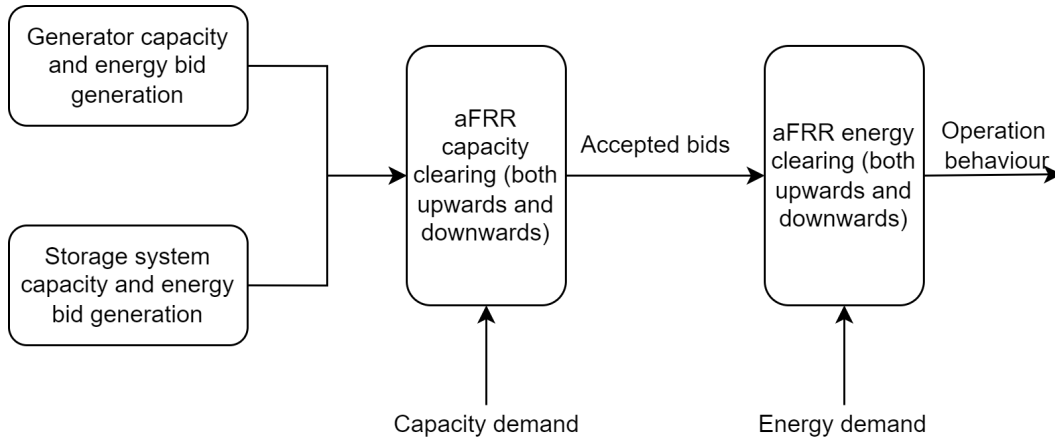 Generator capacity
and energy bid
generation
Storage system
capacity and energy
bid generation
aFRR
capacity
clearing (both
upwards and
downwards)
Accepted bids
aFRR energy
clearing (both
upwards and
downwards)
Operation
behaviour
Capacity demand
Energy demand